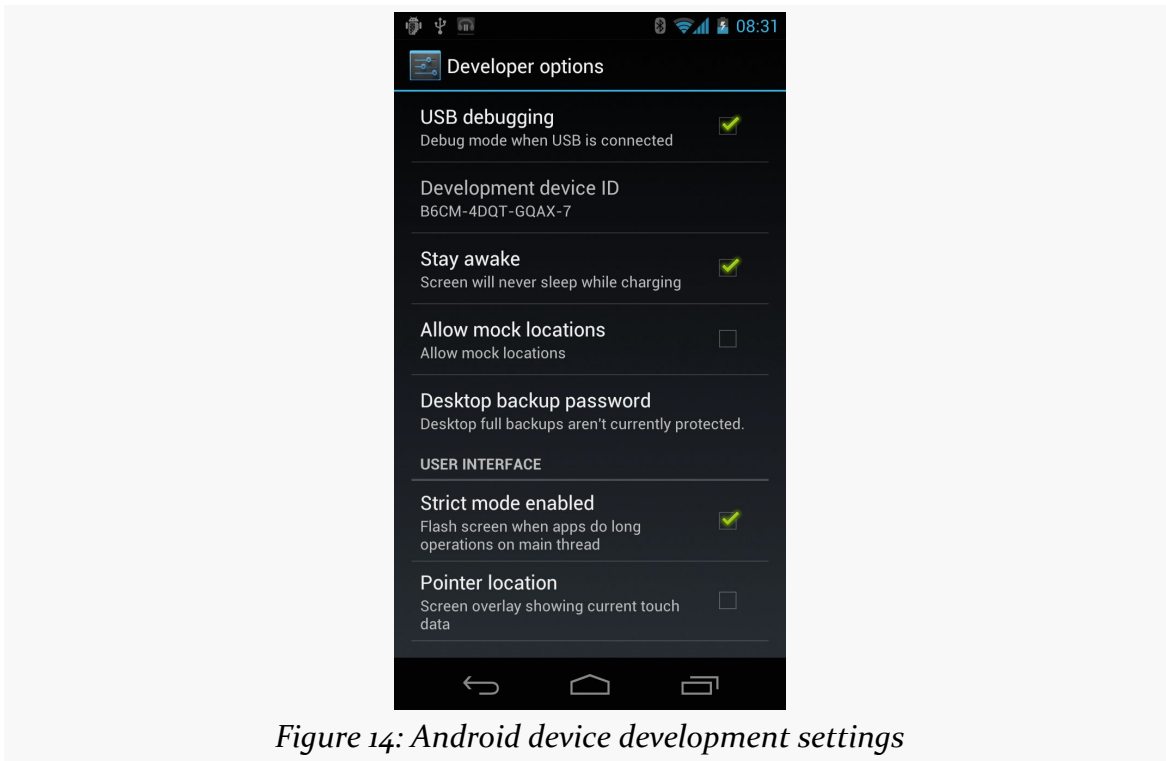 08:31
Developer options
USB debugging
Debug mode when USB is connected
Development device ID
B6CM-4DQT-GQAX-7
Stay awake
Screen will never sleep while charging
Allow mock locations
Allow mock locations
Desktop backup password
Desktop full backups aren't currently protected.
USER INTERFACE
Strict mode enabled
Flash screen when apps do long
operations on main thread
Pointer location
Screen overlay showing current touch
data
Figure 14: Android device development settings